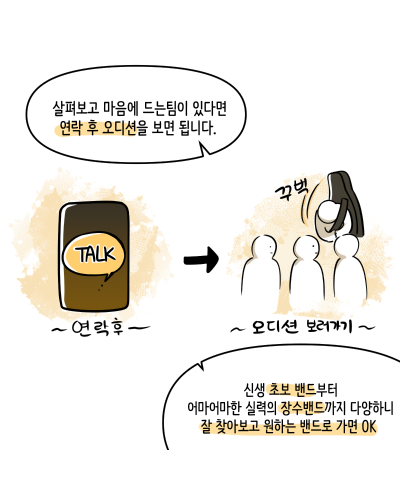 살펴보고 마음에 드는팀이 있다면
연락 후 오디션을 보면 됩니다.
꾸벅
TALK
~연락후~
~ 오디션 보러가기 ~
신생 초보 밴드부터
어마어마한 실력의 장수밴드까지 다양하니
잘 찾아보고 원하는 밴드로 가면 OK